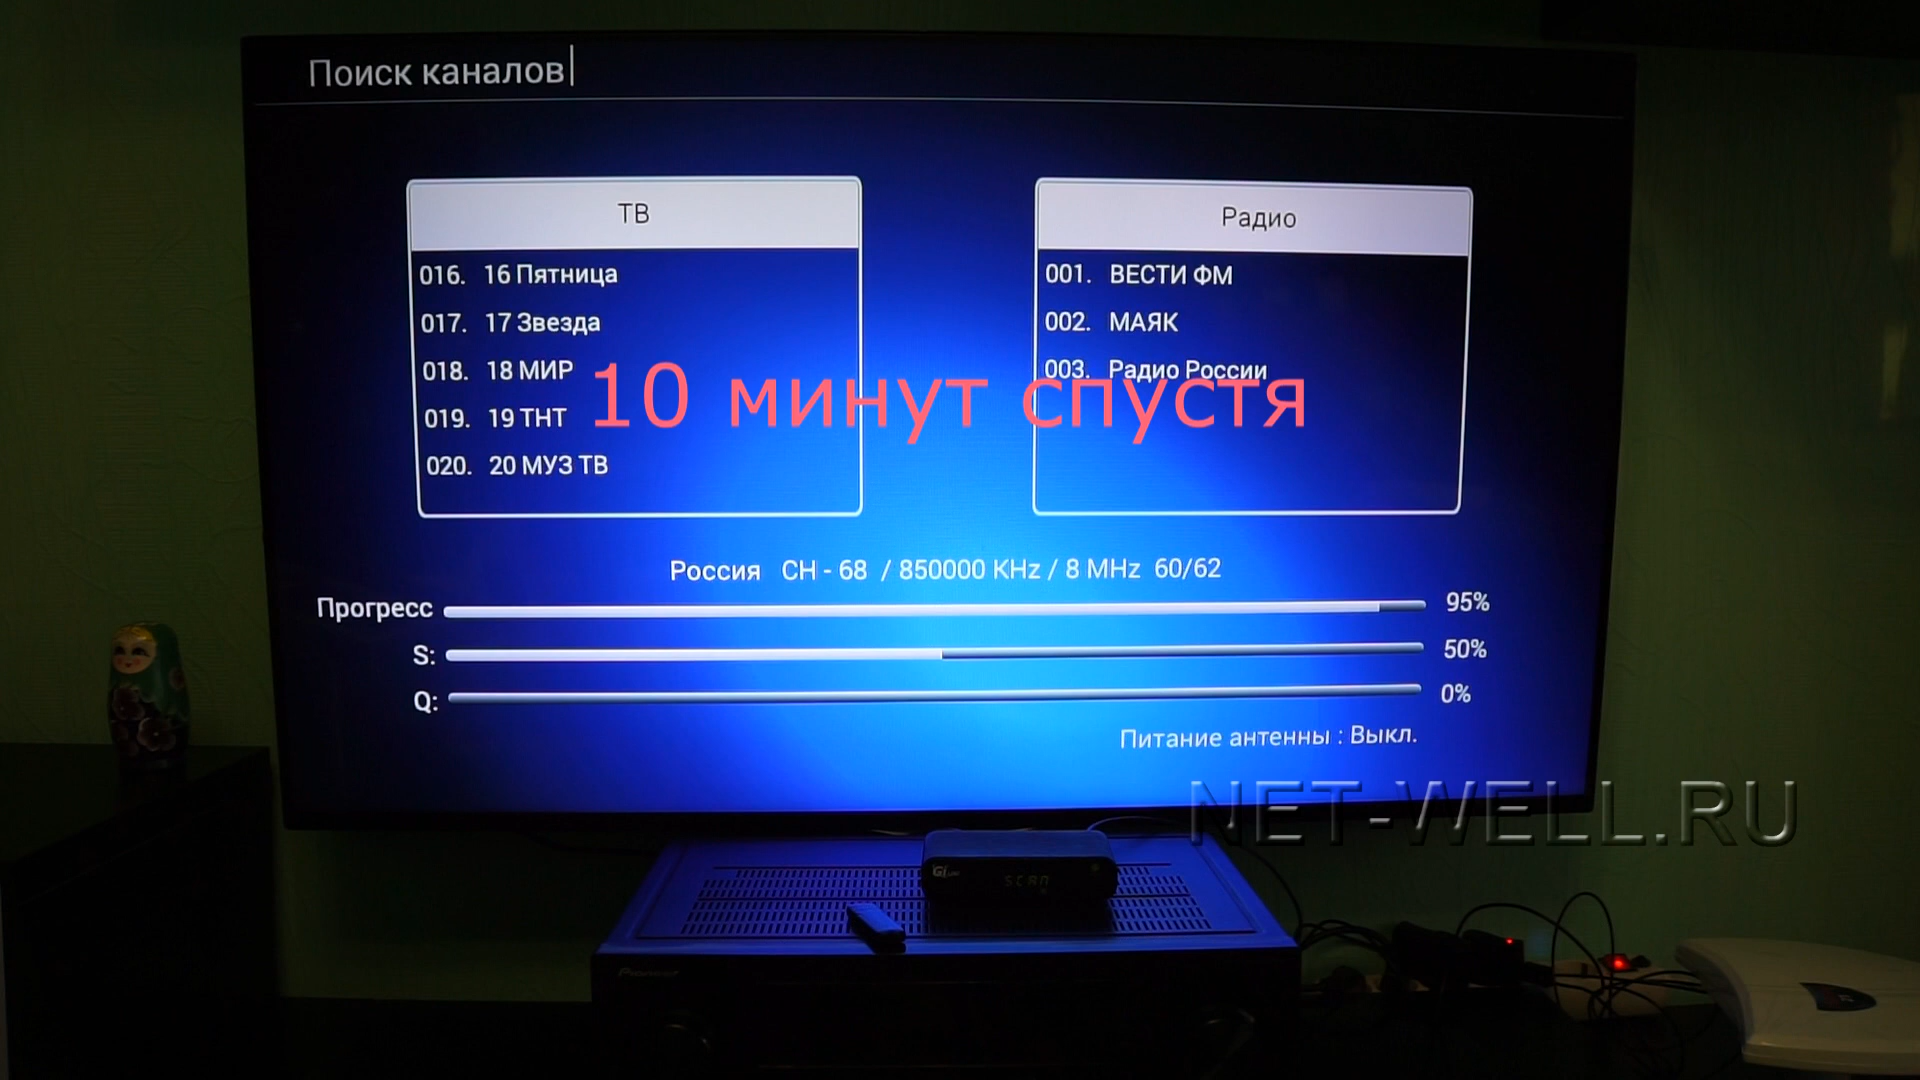 Поиск каналов
ТВ
016. 16 Пятница
017. 17 Звезда
018. 18 МИР
019. 19 ТНТ
020. 20 МУЗ ТВ
Радио
001. ВЕСТИ ФМ
002. МАЯК
003. Радио России
10 минут спустя
Россия CH - 68 / 850000 KHz / 8 MHz 60/62
Прогресс 95%
S: 50%
Q: 0%
Питание антенны : Выкл.
NET-WELL.RU
Gi
SCAN
Pioneer